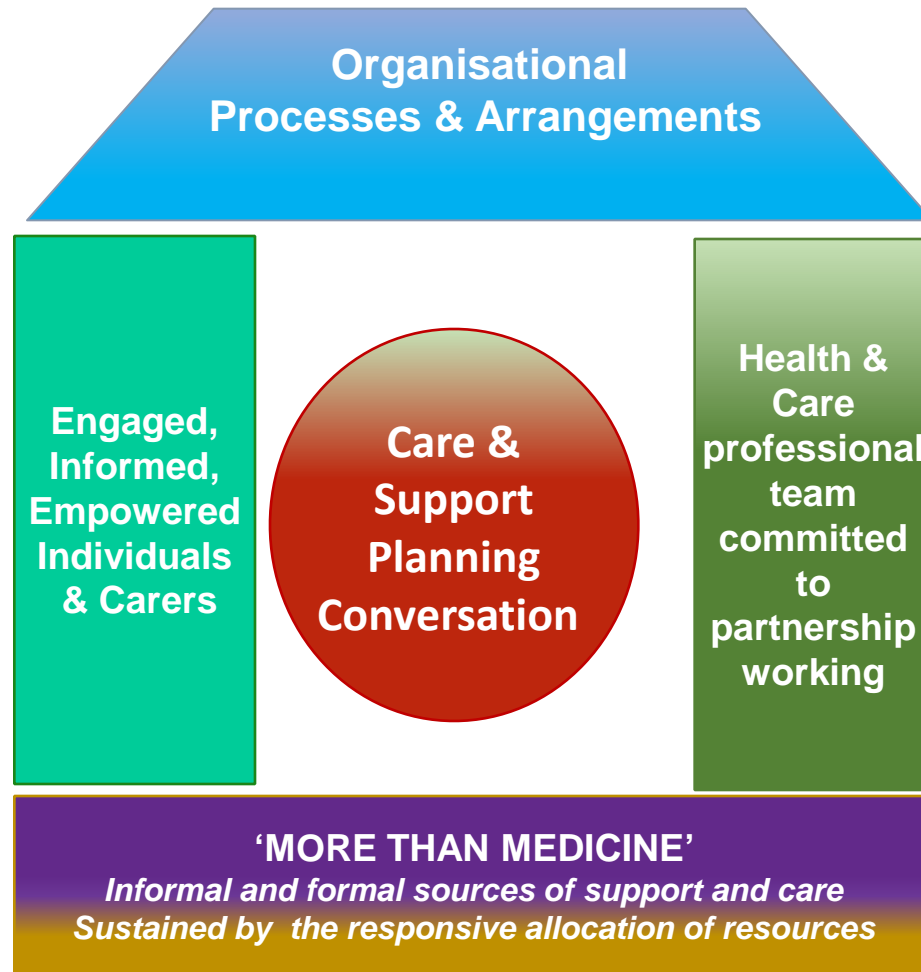 Organisational
Processes & Arrangements
Engaged,
Informed,
Empowered
Individuals
& Carers
Care &
Support
Planning
Conversation
Health &
Care
professional
team
committed
to
partnership
working
‘MORE THAN MEDICINE’
Informal and formal sources of support and care
Sustained by the responsive allocation of resources